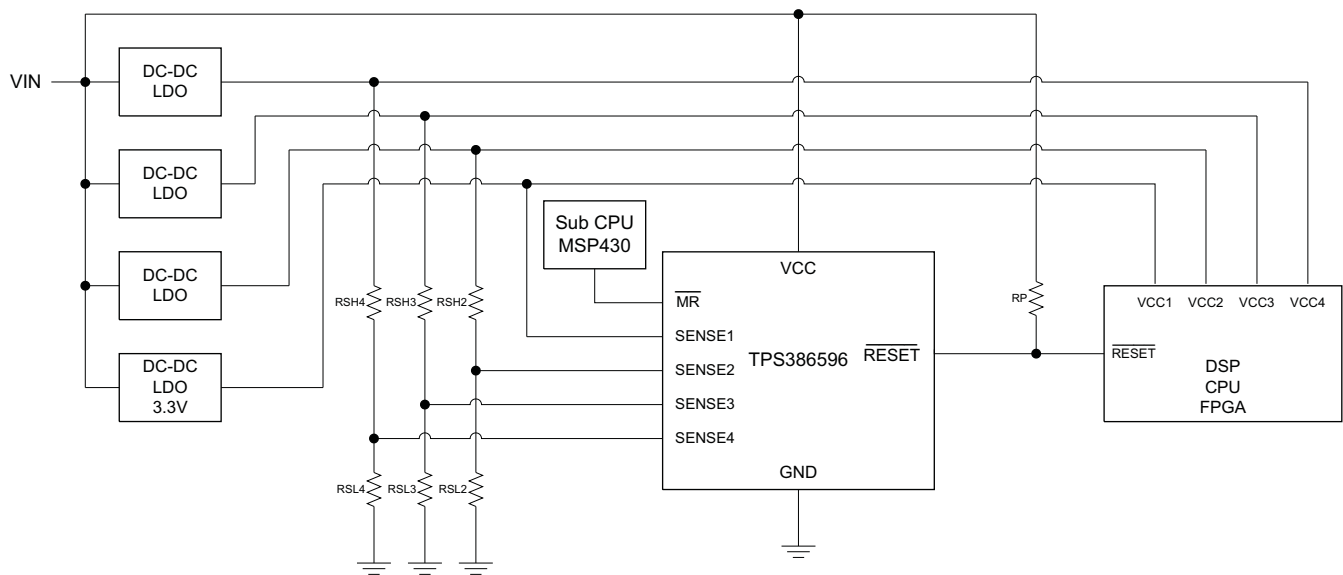 VIN
DC-DC
LDO
DC-DC
LDO
DC-DC
LDO
DC-DC
LDO
3.3V
RSH4
RSH3
RSH2
RSL4
RSL3
RSL2
Sub CPU
MSP430
VCC
MR
SENSE1
SENSE2
SENSE3
SENSE4
TPS386596
RESET
GND
RP
VCC1
VCC2
VCC3
VCC4
RESET
DSP
CPU
FPGA